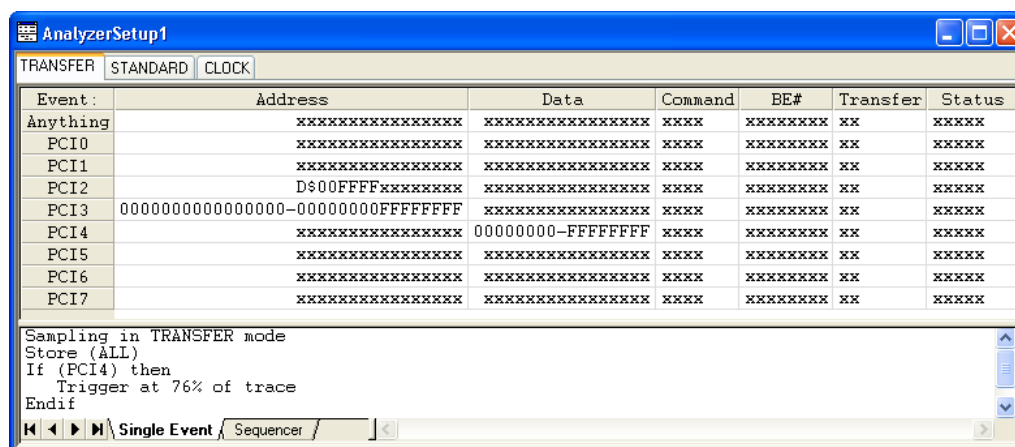 AnalyzerSetup1
TRANSFER STANDARD CLOCK
Event: Address Data Command BE# Transfer Status
Anything xxxxxxxxxxxxxxxx xxxxxxxxxxxxxxxx xxxx xxxxxxxx xx xxxxx
PCI0 xxxxxxxxxxxxxxxx xxxxxxxxxxxxxxxx xxxx xxxxxxxx xx xxxxx
PCI1 xxxxxxxxxxxxxxxx xxxxxxxxxxxxxxxx xxxx xxxxxxxx xx xxxxx
PCI2 D$00FFFFxxxxxxxxx xxxxxxxxxxxxxxxx xxxx xxxxxxxx xx xxxxx
PCI3 0000000000000000-00000000FFFFFFFF xxxxxxxxxxxxxxxx xxxx xxxxxxxx xx xxxxx
PCI4 xxxxxxxxxxxxxxxx 00000000-FFFFFFFF xxxx xxxxxxxx xx xxxxx
PCI5 xxxxxxxxxxxxxxxx xxxxxxxxxxxxxxxx xxxx xxxxxxxx xx xxxxx
PCI6 xxxxxxxxxxxxxxxx xxxxxxxxxxxxxxxx xxxx xxxxxxxx xx xxxxx
PCI7 xxxxxxxxxxxxxxxx xxxxxxxxxxxxxxxx xxxx xxxxxxxx xx xxxxx
Sampling in TRANSFER mode
Store (ALL)
If (PCI4) then
Trigger at 76% of trace
Endif
Single Event Sequencer